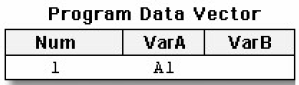 Program Data Vector
Num VarA VarB
1 A1